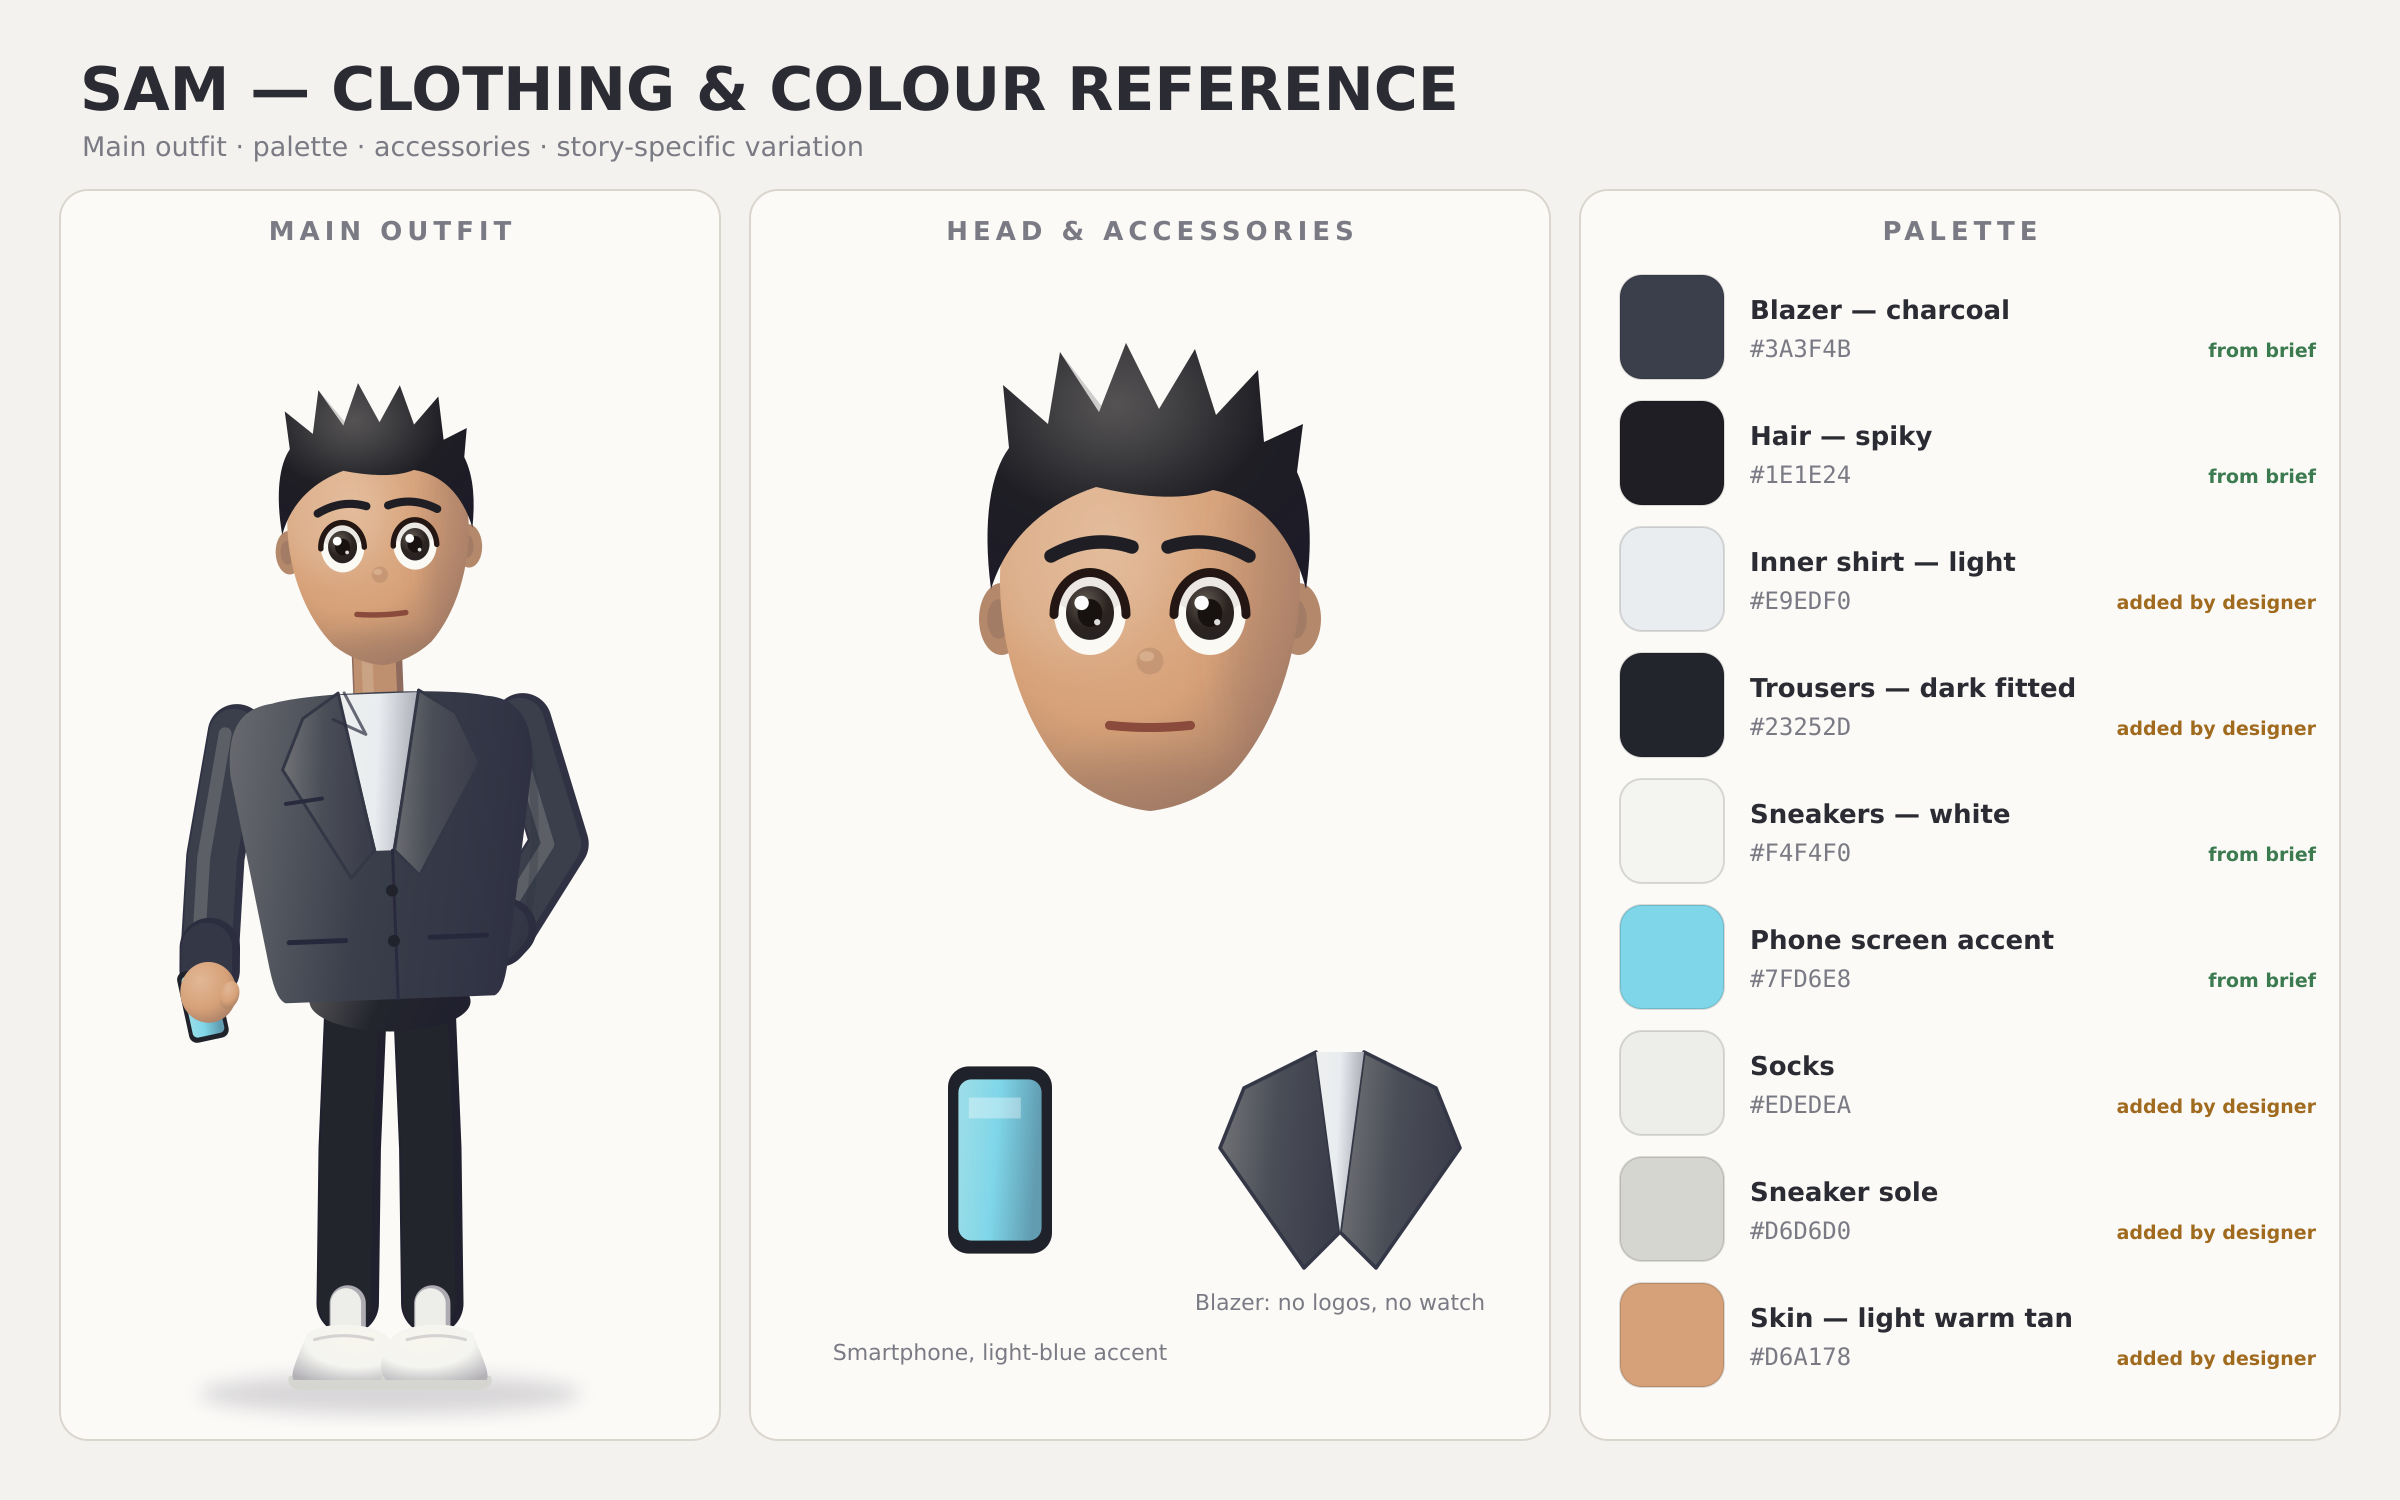 SAM — CLOTHING & COLOUR REFERENCE
Main outfit · palette · accessories · story-specific variation
MAIN OUTFIT
HEAD & ACCESSORIES
Smartphone, light-blue accent
Blazer: no logos, no watch
PALETTE
Blazer — charcoal
#3A3F4B
from brief
Hair — spiky
#1E1E24
from brief
Inner shirt — light
#E9EDF0
added by designer
Trousers — dark fitted
#23252D
added by designer
Sneakers — white
#F4F4F0
from brief
Phone screen accent
#7FD6E8
from brief
Socks
#EDEDEA
added by designer
Sneaker sole
#D6D6D0
added by designer
Skin — light warm tan
#D6A178
added by designer